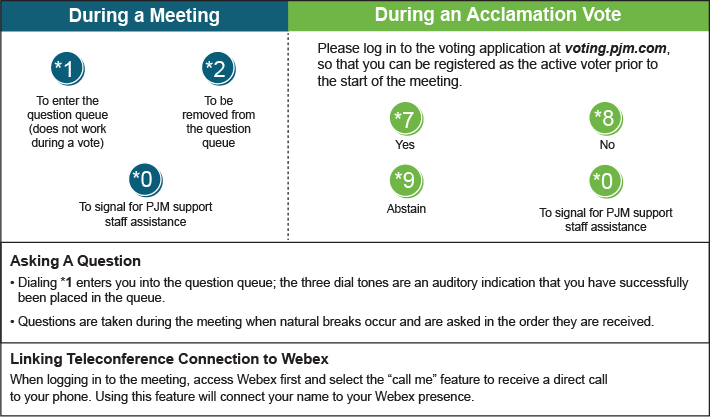 During a Meeting
*1
To enter the
question queue
(does not work
during a vote)
*2
To be
removed from
the question
queue
*0
To signal for PJM support
staff assistance
During an Acclamation Vote
Please log in to the voting application at voting.pjm.com,
so that you can be registered as the active voter prior to
the start of the meeting.
*7
Yes
*8
No
*9
Abstain
*0
To signal for PJM support
staff assistance
Asking A Question
• Dialing *1 enters you into the question queue; the three dial tones are an auditory indication that you have successfully
been placed in the queue.
• Questions are taken during the meeting when natural breaks occur and are asked in the order they are received.
Linking Teleconference Connection to Webex
When logging in to the meeting, access Webex first and select the “call me” feature to receive a direct call
to your phone. Using this feature will connect your name to your Webex presence.